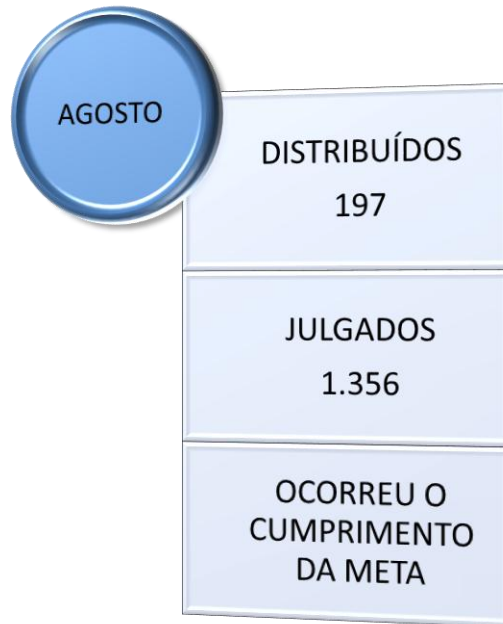 AGOSTO
DISTRIBUÍDOS
197
JULGADOS
1.356
OCORREU O
CUMPRIMENTO
DA META